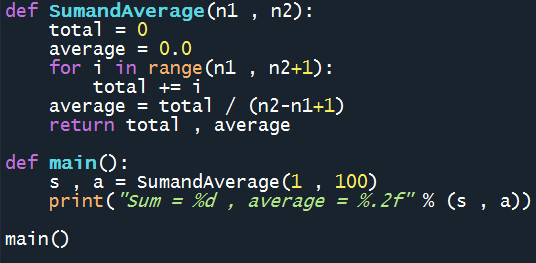 def SumandAverage(n1 , n2):
    total = 0
    average = 0.0
    for i in range(n1 , n2+1):
        total += i
    average = total / (n2-n1+1)
    return total , average
def main():
    s , a = SumandAverage(1 , 100)
    print("Sum = %d , average = %.2f" % (s , a))
main()